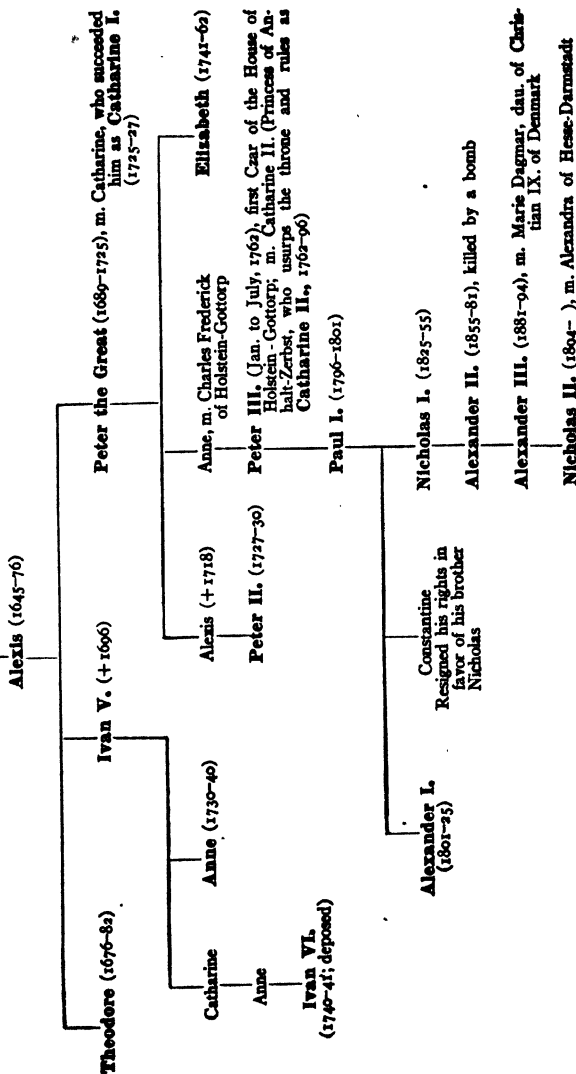 Alexis (1645-76)
Theodore (1676-82)
Ivan V. (+1696)
Peter the Great (1689-1725), m. Catharine, who succeeded
him as Catharine I.
(1725-27)
Catharine
Anne (1730-40)
Alexis (+1718)
Anne, m. Charles Frederick
of Holstein-Gottorp
Elizabeth (1741-62)
Anne
Peter II. (1727-30)
Peter III. (Jan. to July, 1762), first Czar of the House of
Holstein-Gottorp; m. Catharine II. (Princess of An-
halt-Zerbst, who usurps the throne and rules as
Catharine II., 1762-96)
Ivan VI.
(1740-41; deposed)
Paul I. (1796-1801)
Alexander I.
(1801-25)
Constantine
Resigned his rights in
favor of his brother
Nicholas
Nicholas I. (1825-55)
Alexander II. (1855-81), killed by a bomb
Alexander III. (1881-94), m. Marie Dagmar, dau. of Chris-
tian IX. of Denmark
Nicholas II. (1894- ), m. Alexandra of Hesse-Darmstadt